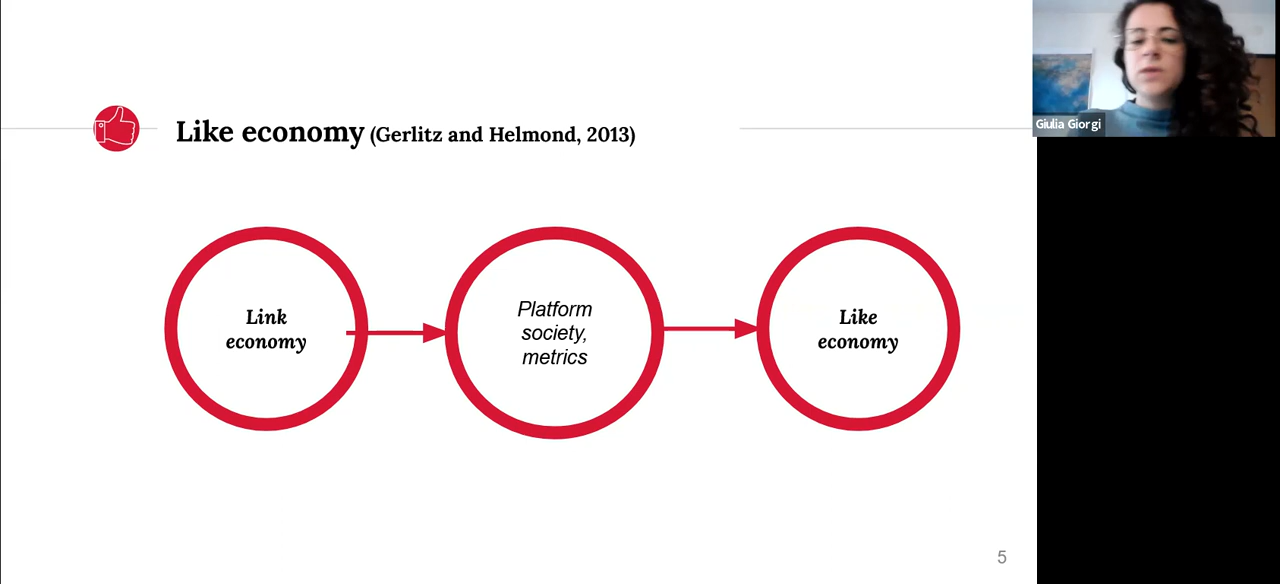 Like economy (Gerlitz and Helmond, 2013)
Giulia Giorgi
Link
economy
Platform
society,
metrics
Like
economy
5